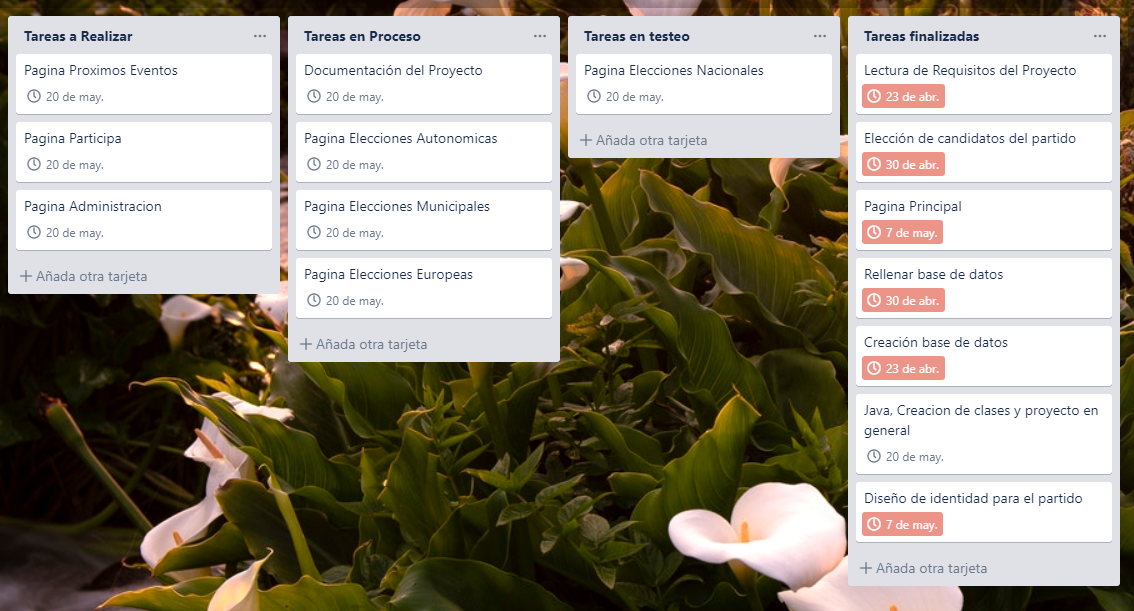 Tareas a Realizar
Pagina Proximos Eventos
20 de may.
Pagina Participa
20 de may.
Pagina Administracion
20 de may.
Añada otra tarjeta
Tareas en Proceso
Documentación del Proyecto
20 de may.
Pagina Elecciones Autonomicas
20 de may.
Pagina Elecciones Municipales
20 de may.
Pagina Elecciones Europeas
20 de may.
Añada otra tarjeta
Tareas en testeo
Pagina Elecciones Nacionales
20 de may.
Añada otra tarjeta
Tareas finalizadas
Lectura de Requisitos del Proyecto
23 de abr.
Elección de candidatos del partido
30 de abr.
Pagina Principal
7 de may.
Rellenar base de datos
30 de abr.
Creación base de datos
23 de abr.
Java, Creacion de clases y proyecto en
general
20 de may.
Diseño de identidad para el partido
7 de may.
Añada otra tarjeta